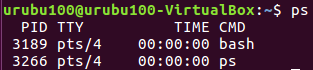 urubu100@urubu100-VirtualBox:~$ ps
  PID TTY          TIME CMD
 3189 pts/4    00:00:00 bash
 3266 pts/4    00:00:00 ps